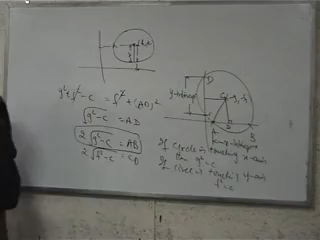 y-intercept
C(-g,-f)
D
A
B
x-intercept
g²+f²-c = f²+(AD)²
√g²-c = AD
2√g²-c = AB
2√f²-c = CD
If circle is touching x-axis
then g²=c
If circle is touching y-axis
f²=c